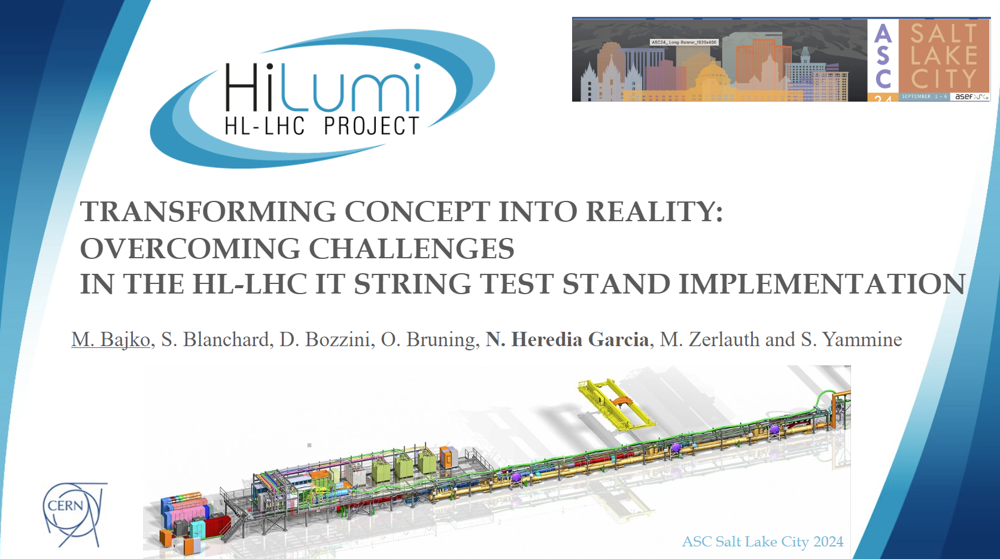 HiLumi
HL-LHC PROJECT
ASC24_ Long-Banner_1920x400
ASC
24
SALT
LAKE
CITY
SEPTEMBER 1 - 6
asef
TRANSFORMING CONCEPT INTO REALITY:
OVERCOMING CHALLENGES
IN THE HL-LHC IT STRING TEST STAND IMPLEMENTATION
M. Bajko, S. Blanchard, D. Bozzini, O. Bruning, N. Heredia Garcia, M. Zerlauth and S. Yammine
CERN
ASC Salt Lake City 2024